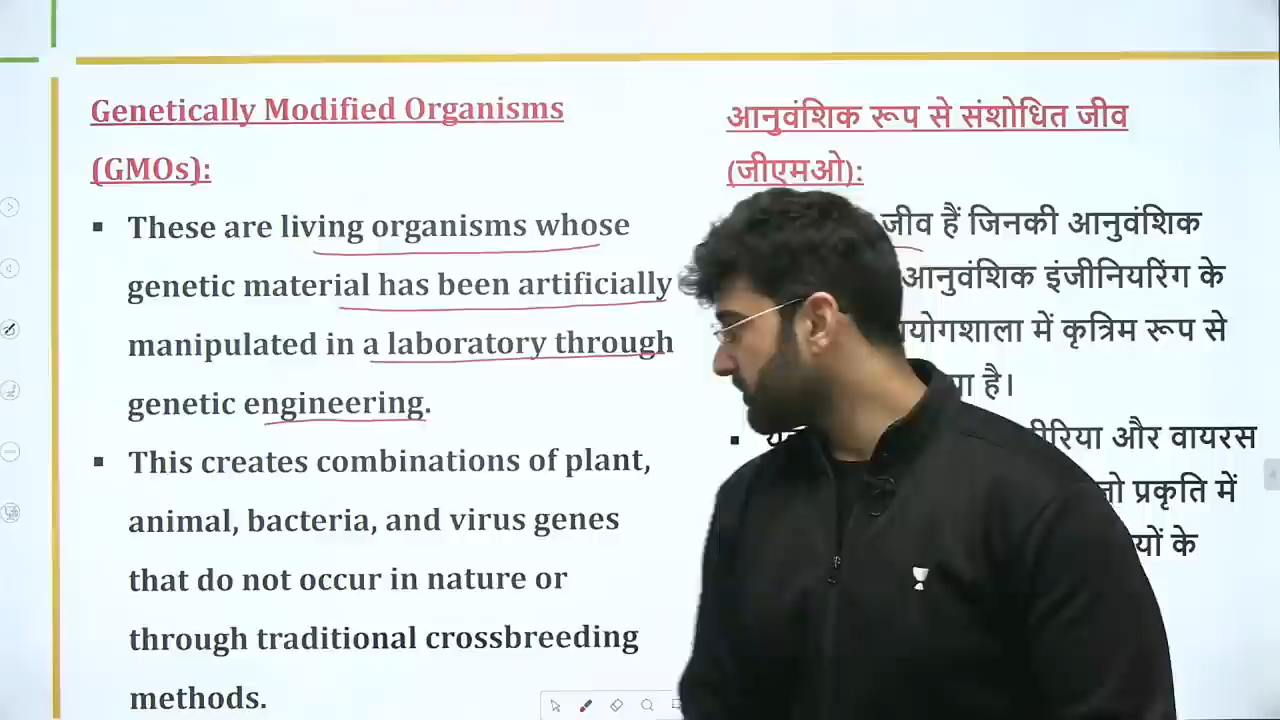 Genetically Modified Organisms
(GMOs):
▪ These are living organisms whose
genetic material has been artificially
manipulated in a laboratory through
genetic engineering.
▪ This creates combinations of plant,
animal, bacteria, and virus genes
that do not occur in nature or
through traditional crossbreeding
methods.
आनुवंशिक रूप से संशोधित जीव
(जीएमओ):
जीव हैं जिनकी आनुवंशिक
आनुवंशिक इंजीनियरिंग के
में कृत्रिम रूप से
है।
और वायरस
प्रकृति में
के